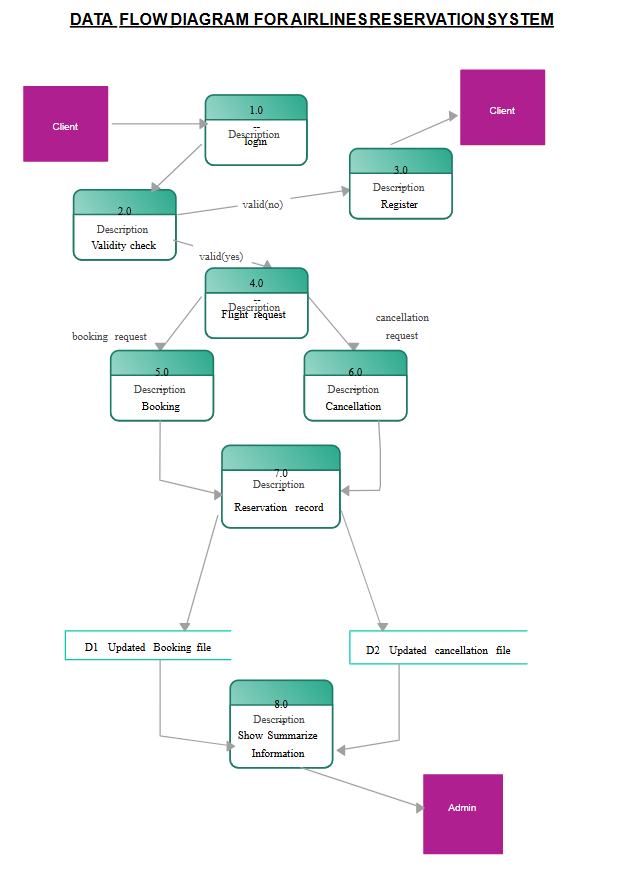 DATA FLOW DIAGRAM FOR AIRLINES RESERVATION SYSTEM
Client
1.0
--
Description
login
Client
3.0
Description
Register
2.0
Description
Validity check
valid(no)
valid(yes)
4.0
--
Description
Flight request
booking request
cancellation
request
5.0
Description
Booking
6.0
Description
Cancellation
7.0
Description
--
Reservation record
D1 Updated Booking file
D2 Updated cancellation file
8.0
Description
Show Summarize
Information
Admin